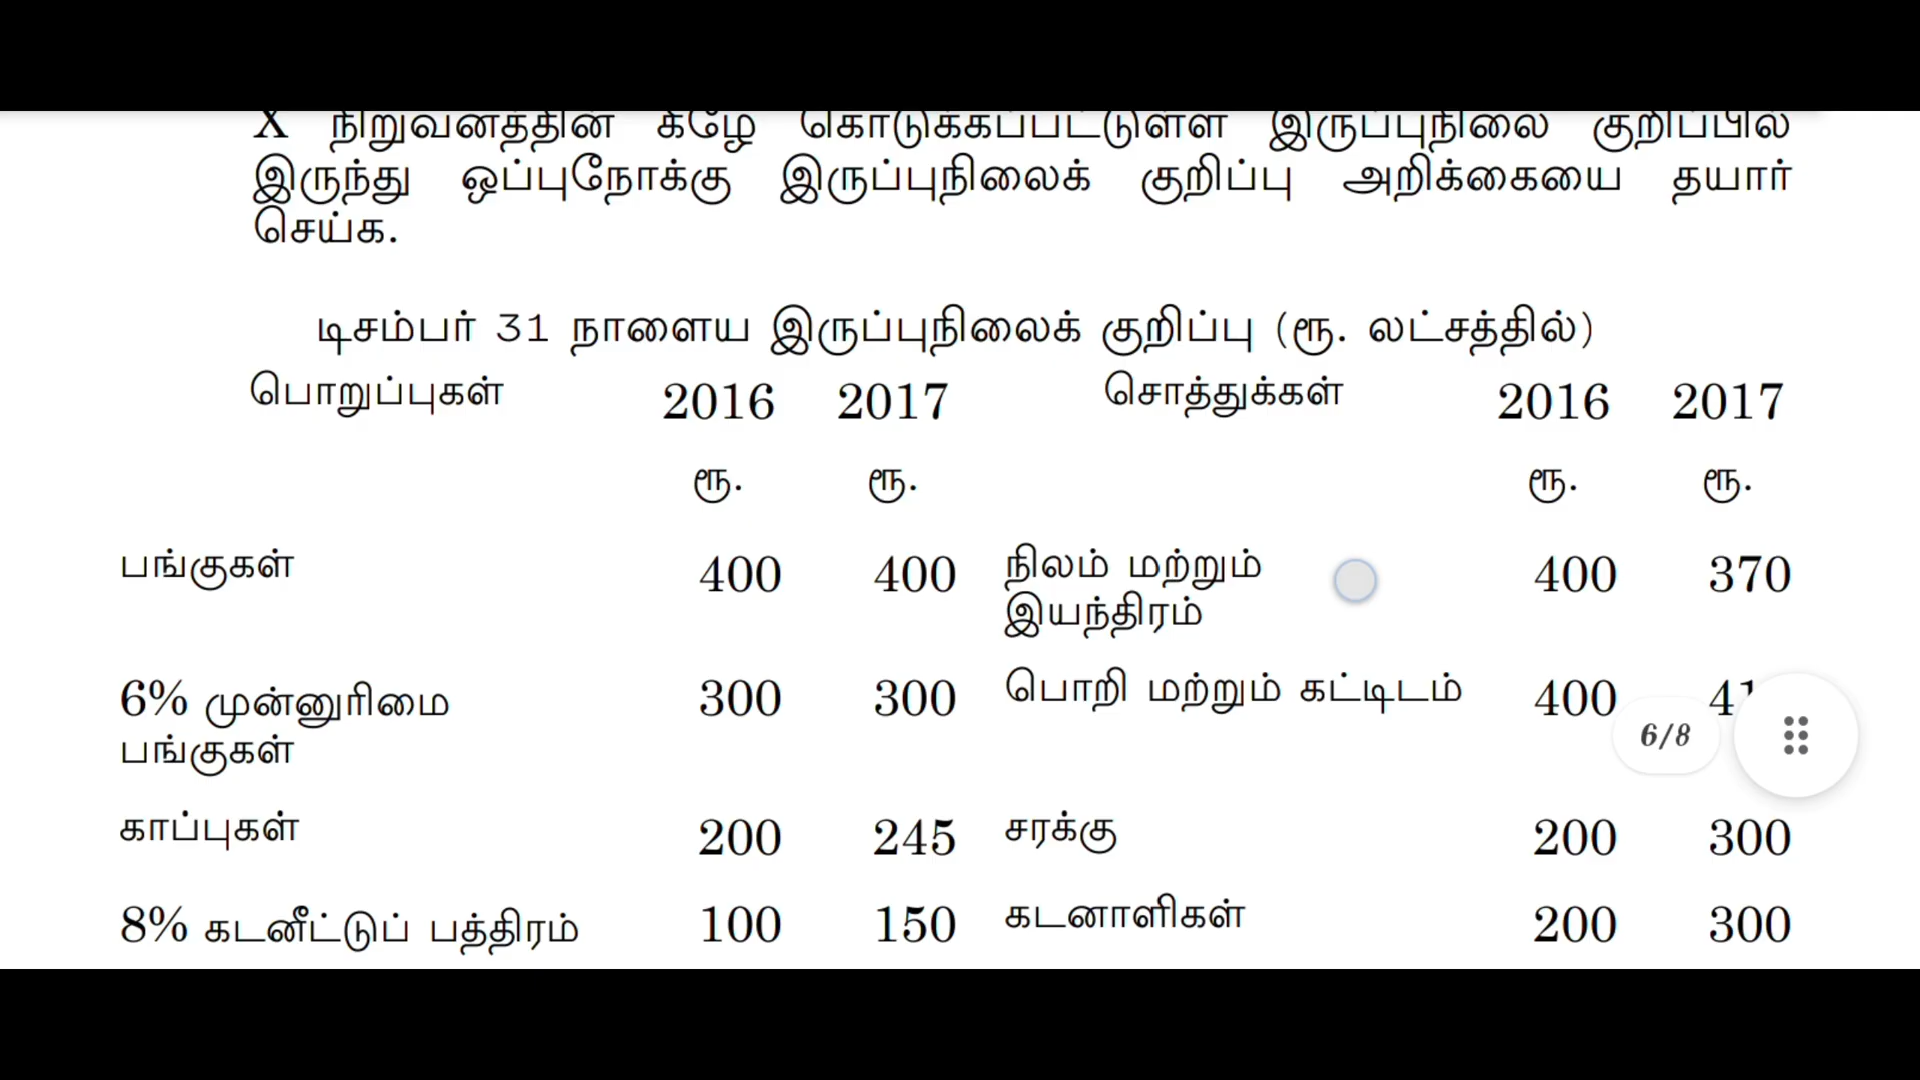 X நிறுவனத்தின் கீழே கொடுக்கப்பட்டுள்ள இருப்புநிலை குறிப்பில்
இருந்து ஒப்புநோக்கு இருப்புநிலைக் குறிப்பு அறிக்கையை தயார்
செய்க.
டிசம்பர் 31 நாளைய இருப்புநிலைக் குறிப்பு (ரூ. லட்சத்தில்)
பொறுப்புகள் 2016 2017 சொத்துக்கள் 2016 2017
ரூ. ரூ. ரூ. ரூ.
பங்குகள் 400 400 நிலம் மற்றும் 400 370
இயந்திரம்
6% முன்னுரிமை 300 300 பொறி மற்றும் கட்டிடம் 400
பங்குகள்
6/8
காப்புகள் 200 245 சரக்கு 200 300
8% கடனீட்டுப் பத்திரம் 100 150 கடனாளிகள் 200 300